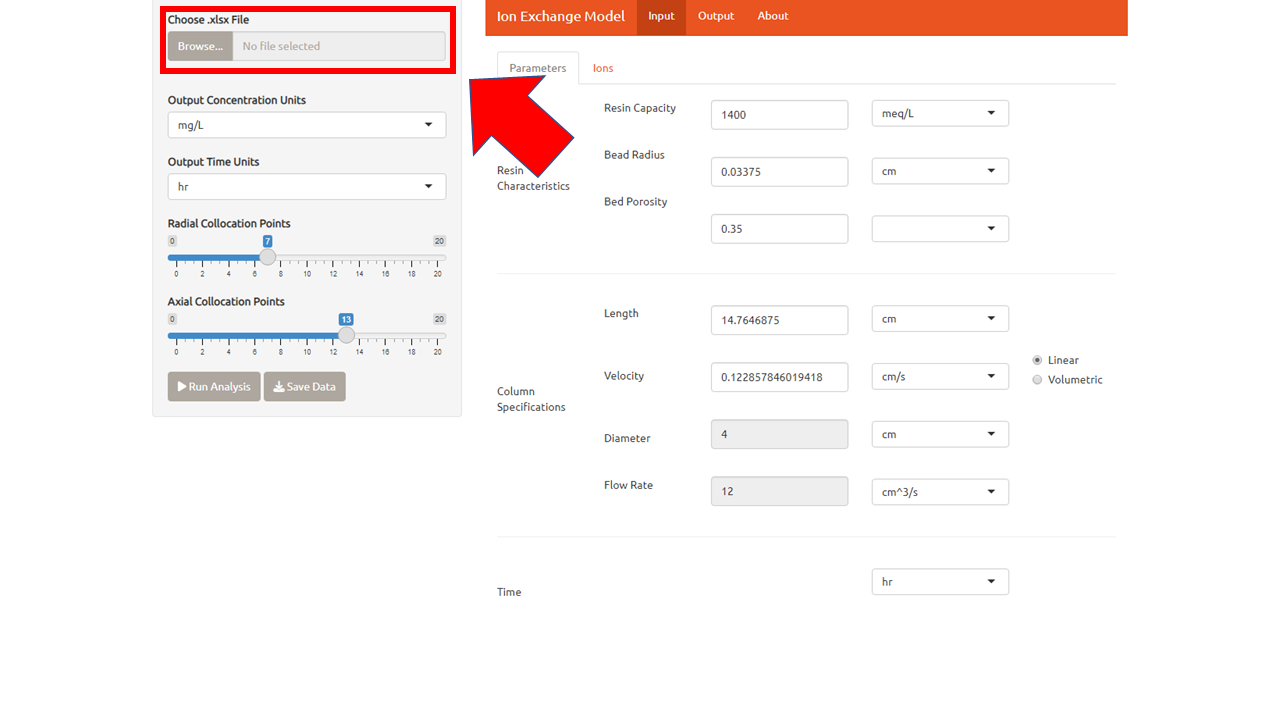 Choose .xlsx File
Browse... No file selected
Output Concentration Units
mg/L
Output Time Units
hr
Radial Collocation Points
0 7 20
0 2 4 6 8 10 12 14 16 18 20
Axial Collocation Points
0 13 20
0 2 4 6 8 10 12 14 16 18 20
Run Analysis Save Data
Ion Exchange Model Input Output About
Parameters Ions
Resin Characteristics
Resin Capacity 1400 meq/L
Bead Radius 0.03375 cm
Bed Porosity 0.35
Column Specifications
Length 14.7646875 cm
Velocity 0.122857846019418 cm/s
Linear
Volumetric
Diameter 4 cm
Flow Rate 12 cm^3/s
Time hr